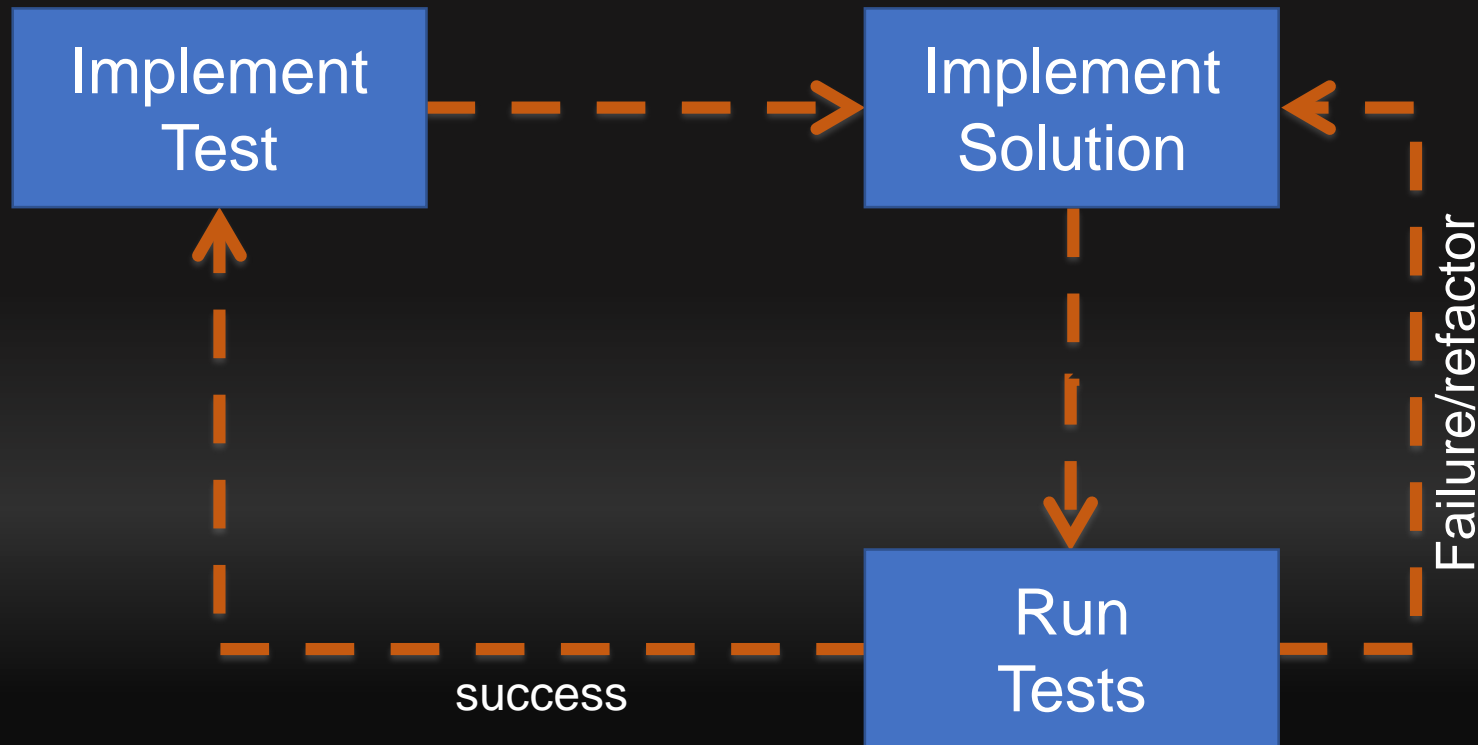 Implement
Test
Implement
Solution
Failure/refactor
Run
Tests
success